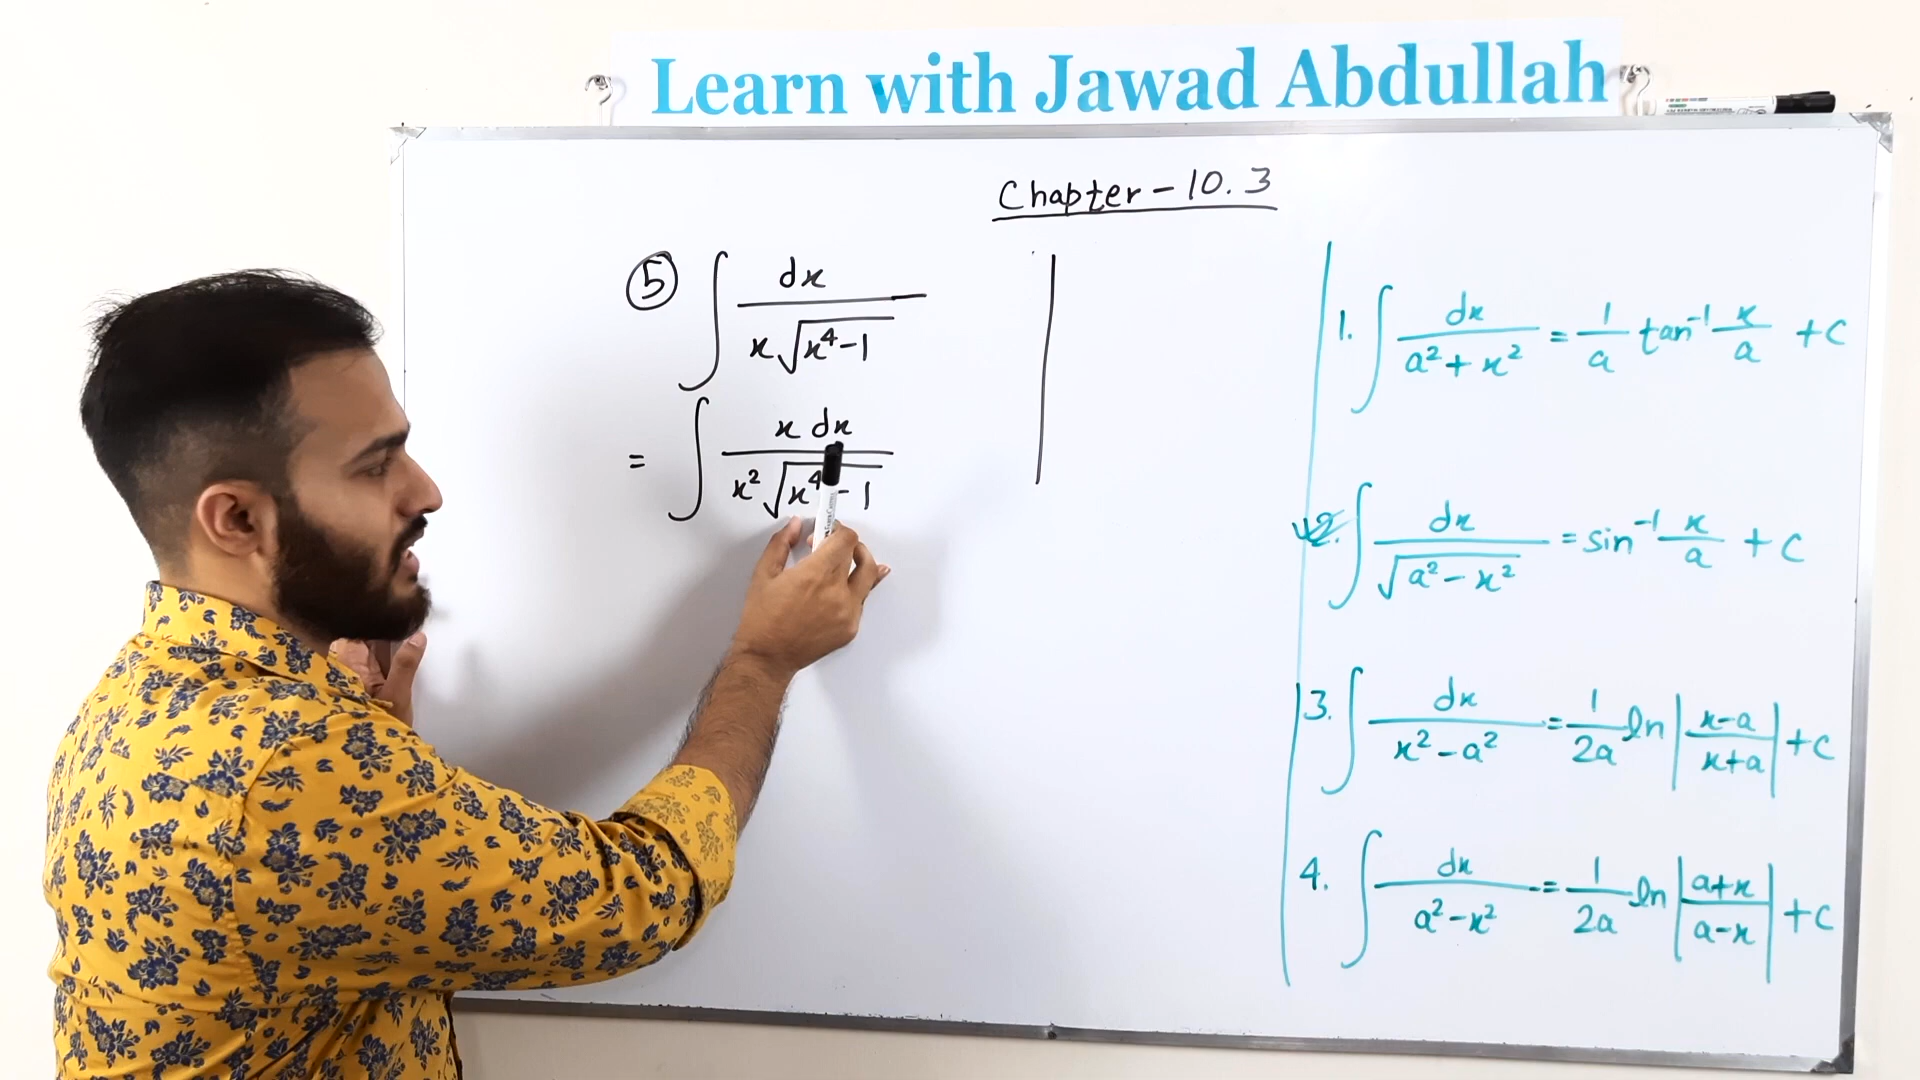 Learn with Jawad Abdullah
Chapter - 10.3
⑤ ∫ dx / x√(x⁴-1)
= ∫ x dx / x²√(x⁴-1)
1. ∫ dx / (a² + x²) = 1/a tan⁻¹ x/a + C
2. ∫ dx / √(a² - x²) = sin⁻¹ x/a + C
3. ∫ dx / (x² - a²) = 1/2a ln |(x-a)/(x+a)| + C
4. ∫ dx / (a² - x²) = 1/2a ln |(a+x)/(a-x)| + C